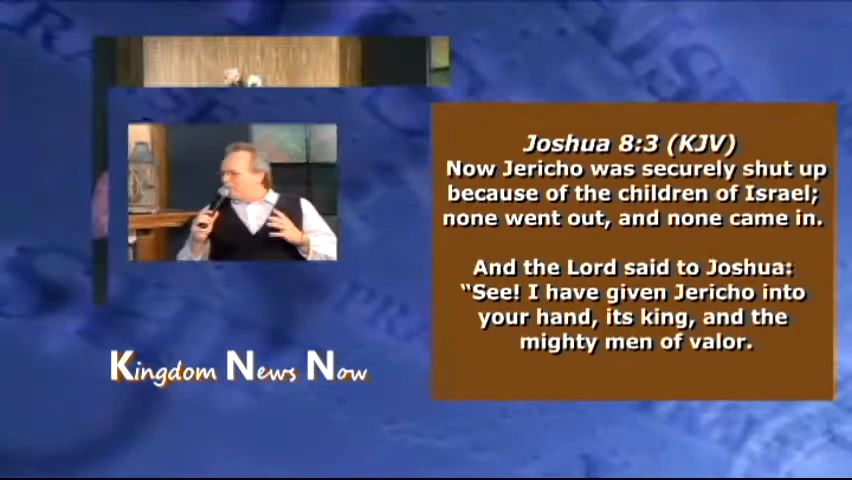 Joshua 8:3 (KJV)
Now Jericho was securely shut up
because of the children of Israel;
none went out, and none came in.
And the Lord said to Joshua:
“See! I have given Jericho into
your hand, its king, and the
mighty men of valor.
Kingdom News Now